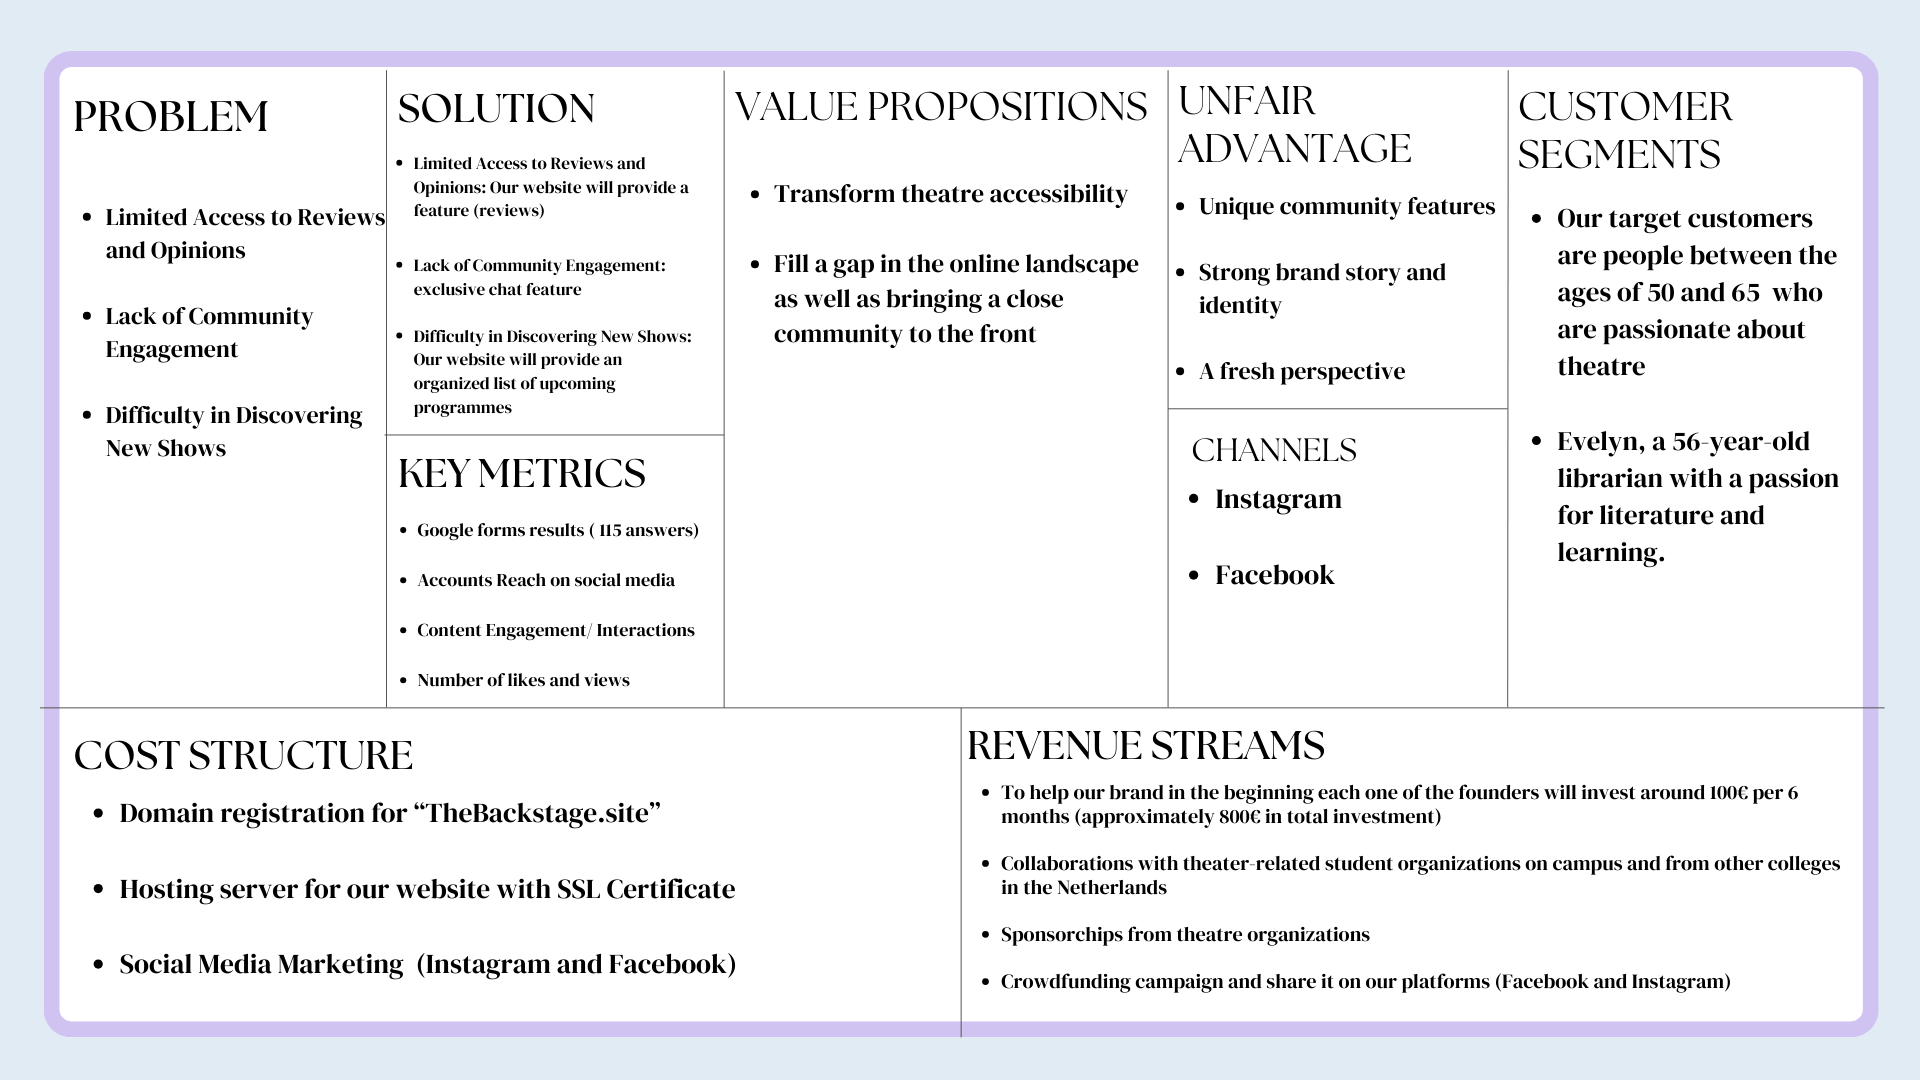 PROBLEM
• Limited Access to Reviews
and Opinions
• Lack of Community
Engagement
• Difficulty in Discovering
New Shows
SOLUTION
• Limited Access to Reviews and
Opinions: Our website will provide a
feature (reviews)
• Lack of Community Engagement:
exclusive chat feature
• Difficulty in Discovering New Shows:
Our website will provide an
organized list of upcoming
programmes
KEY METRICS
• Google forms results ( 115 answers)
• Accounts Reach on social media
• Content Engagement/ Interactions
• Number of likes and views
VALUE PROPOSITIONS
• Transform theatre accessibility
• Fill a gap in the online landscape
as well as bringing a close
community to the front
UNFAIR
ADVANTAGE
• Unique community features
• Strong brand story and
identity
• A fresh perspective
CHANNELS
• Instagram
• Facebook
CUSTOMER
SEGMENTS
• Our target customers
are people between the
ages of 50 and 65  who
are passionate about
theatre
• Evelyn, a 56-year-old
librarian with a passion
for literature and
learning.
COST STRUCTURE
• Domain registration for “TheBackstage.site”
• Hosting server for our website with SSL Certificate
• Social Media Marketing  (Instagram and Facebook)
REVENUE STREAMS
• To help our brand in the beginning each one of the founders will invest around 100€ per 6
months (approximately 800€ in total investment)
• Collaborations with theater-related student organizations on campus and from other colleges
in the Netherlands
• Sponsorchips from theatre organizations
• Crowdfunding campaign and share it on our platforms (Facebook and Instagram)